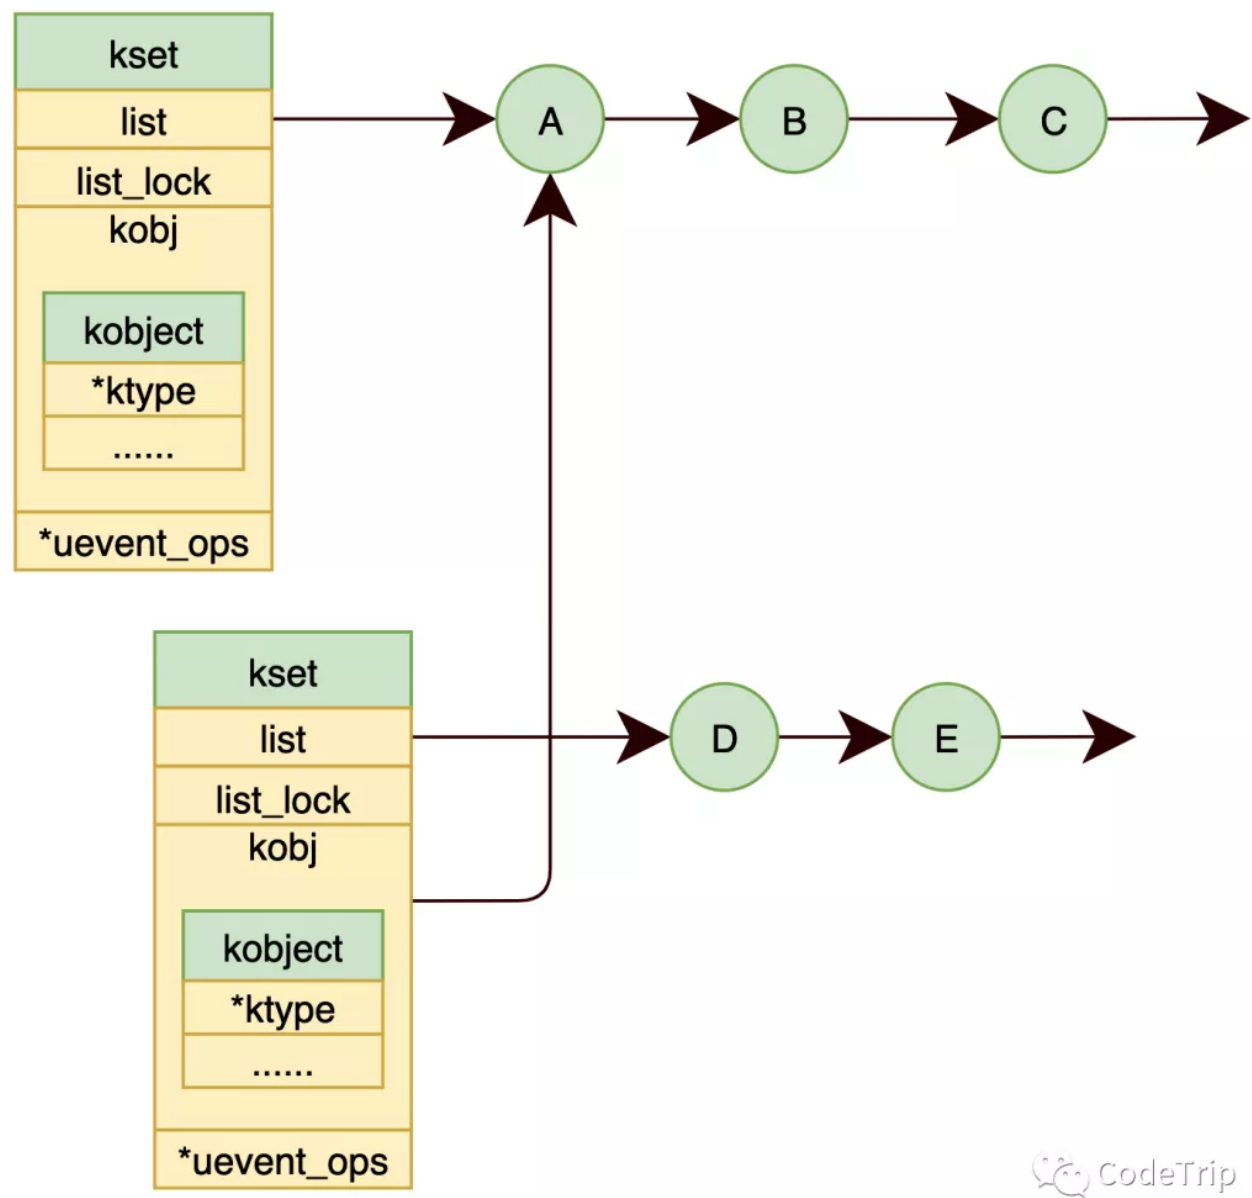 kset
list
list_lock
kobj
kobject
*ktype
......
*uevent_ops
A
B
C
kset
list
list_lock
kobj
kobject
*ktype
......
*uevent_ops
D
E
CodeTrip